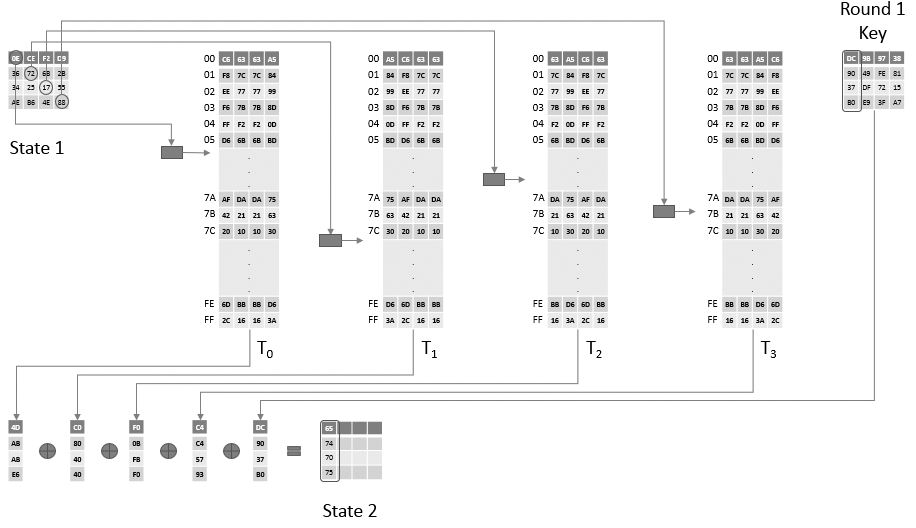 Round 1
Key
0E CE F2 D9
36 72 6B 2B
34 25 17 55
AE B6 4E 88
State 1
00 C6 63 63 A5
01 F8 7C 7C 84
02 EE 77 77 99
03 F6 7B 7B 8D
04 FF F2 F2 0D
05 D6 6B 6B BD
.
.
.
7A AF DA DA 75
7B 42 21 21 63
7C 20 10 10 30
.
.
.
.
FE 6D BB BB D6
FF 2C 16 16 3A
T0
00 A5 C6 63 63
01 84 F8 7C 7C
02 99 EE 77 77
03 8D F6 7B 7B
04 0D FF F2 F2
05 BD D6 6B 6B
.
.
.
7A 75 AF DA DA
7B 63 42 21 21
7C 30 20 10 10
.
.
.
.
FE D6 6D BB BB
FF 3A 2C 16 16
T1
00 63 A5 C6 63
01 7C 84 F8 7C
02 77 99 EE 77
03 7B 8D F6 7B
04 F2 0D FF F2
05 6B BD D6 6B
.
.
.
7A DA 75 AF DA
7B 21 63 42 21
7C 10 30 20 10
.
.
.
.
FE BB D6 6D BB
FF 16 3A 2C 16
T2
00 63 63 A5 C6
01 7C 7C 84 F8
02 77 77 99 EE
03 7B 7B 8D F6
04 F2 F2 0D FF
05 6B 6B BD D6
.
.
.
7A DA DA 75 AF
7B 21 21 63 42
7C 10 10 30 20
.
.
.
.
FE BB BB D6 6D
FF 16 16 3A 2C
T3
DC 9B 97 38
90 49 FE 81
37 DF 72 15
B0 E9 3F A7
4D C0 F0 C4 DC 65
AB 80 0B C4 90 74
AB 40 FB 57 37 70
E6 40 F0 93 B0 75
State 2